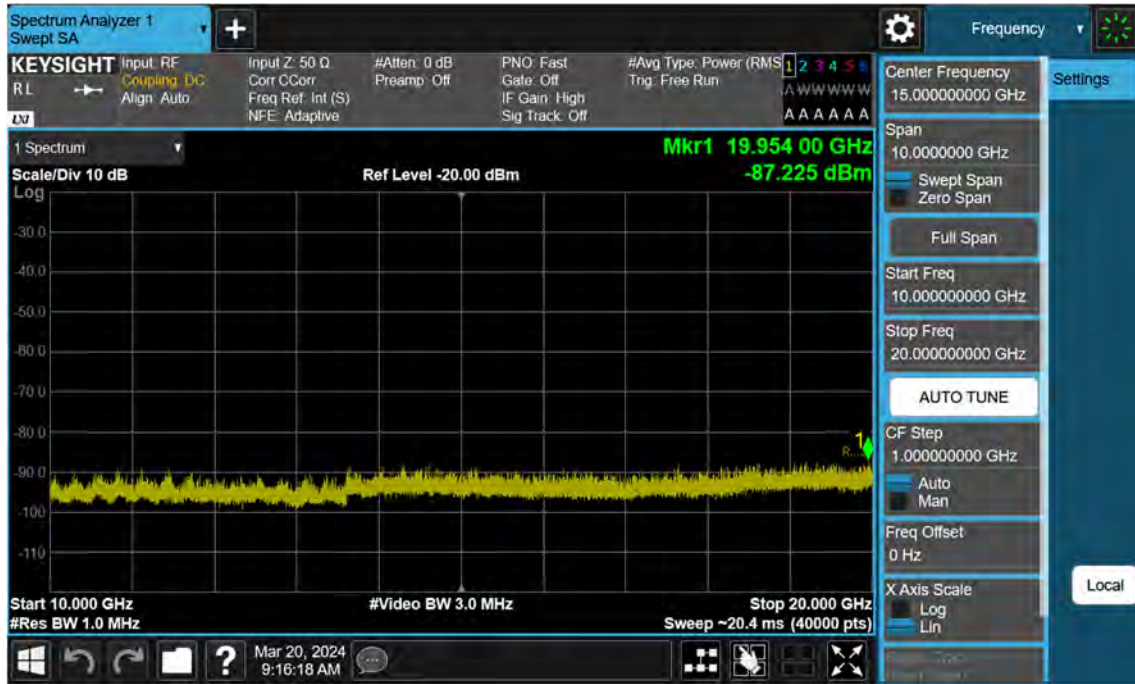 Spectrum Analyzer 1
Swept SA
+
Frequency
KEYSIGHT
Input: RF
Input Z: 50 Ω
#Atten: 0 dB
PNO: Fast
#Avg Type: Power (RMS
1 2 3 4 5 6
R L
Coupling: DC
Corr CCorr
Preamp: Off
Gate: Off
Trig: Free Run
Align: Auto
Freq Ref: Int (S)
IF Gain: High
A W W W W W
LXI
NFE: Adaptive
Sig Track: Off
A A A A A A
Center Frequency
15.000000000 GHz
Settings
1 Spectrum
Mkr1 19.954 00 GHz
Scale/Div 10 dB
Ref Level -20.00 dBm
-87.225 dBm
Log
-30.0
-40.0
-50.0
-60.0
-70.0
-80.0
-90.0
-100
-110
1
Start 10.000 GHz
#Video BW 3.0 MHz
Stop 20.000 GHz
#Res BW 1.0 MHz
Sweep ~20.4 ms (40000 pts)
Span
10.0000000 GHz
Swept Span
Zero Span
Full Span
Start Freq
10.000000000 GHz
Stop Freq
20.000000000 GHz
AUTO TUNE
CF Step
1.000000000 GHz
Auto
Man
Freq Offset
0 Hz
X Axis Scale
Log
Lin
Local
?
Mar 20, 2024
9:16:18 AM